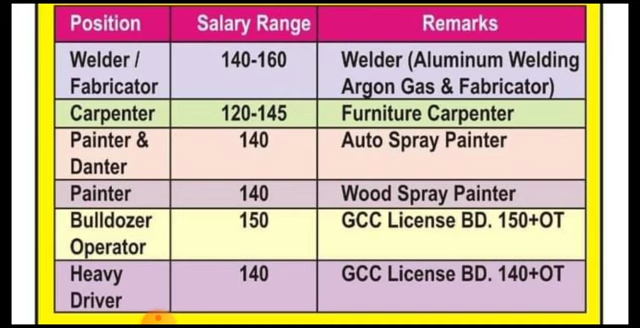 Position Salary Range Remarks
Welder / 140-160 Welder (Aluminum Welding
Fabricator Argon Gas & Fabricator)
Carpenter 120-145 Furniture Carpenter
Painter & 140 Auto Spray Painter
Danter
Painter 140 Wood Spray Painter
Bulldozer 150 GCC License BD. 150+OT
Operator
Heavy 140 GCC License BD. 140+OT
Driver